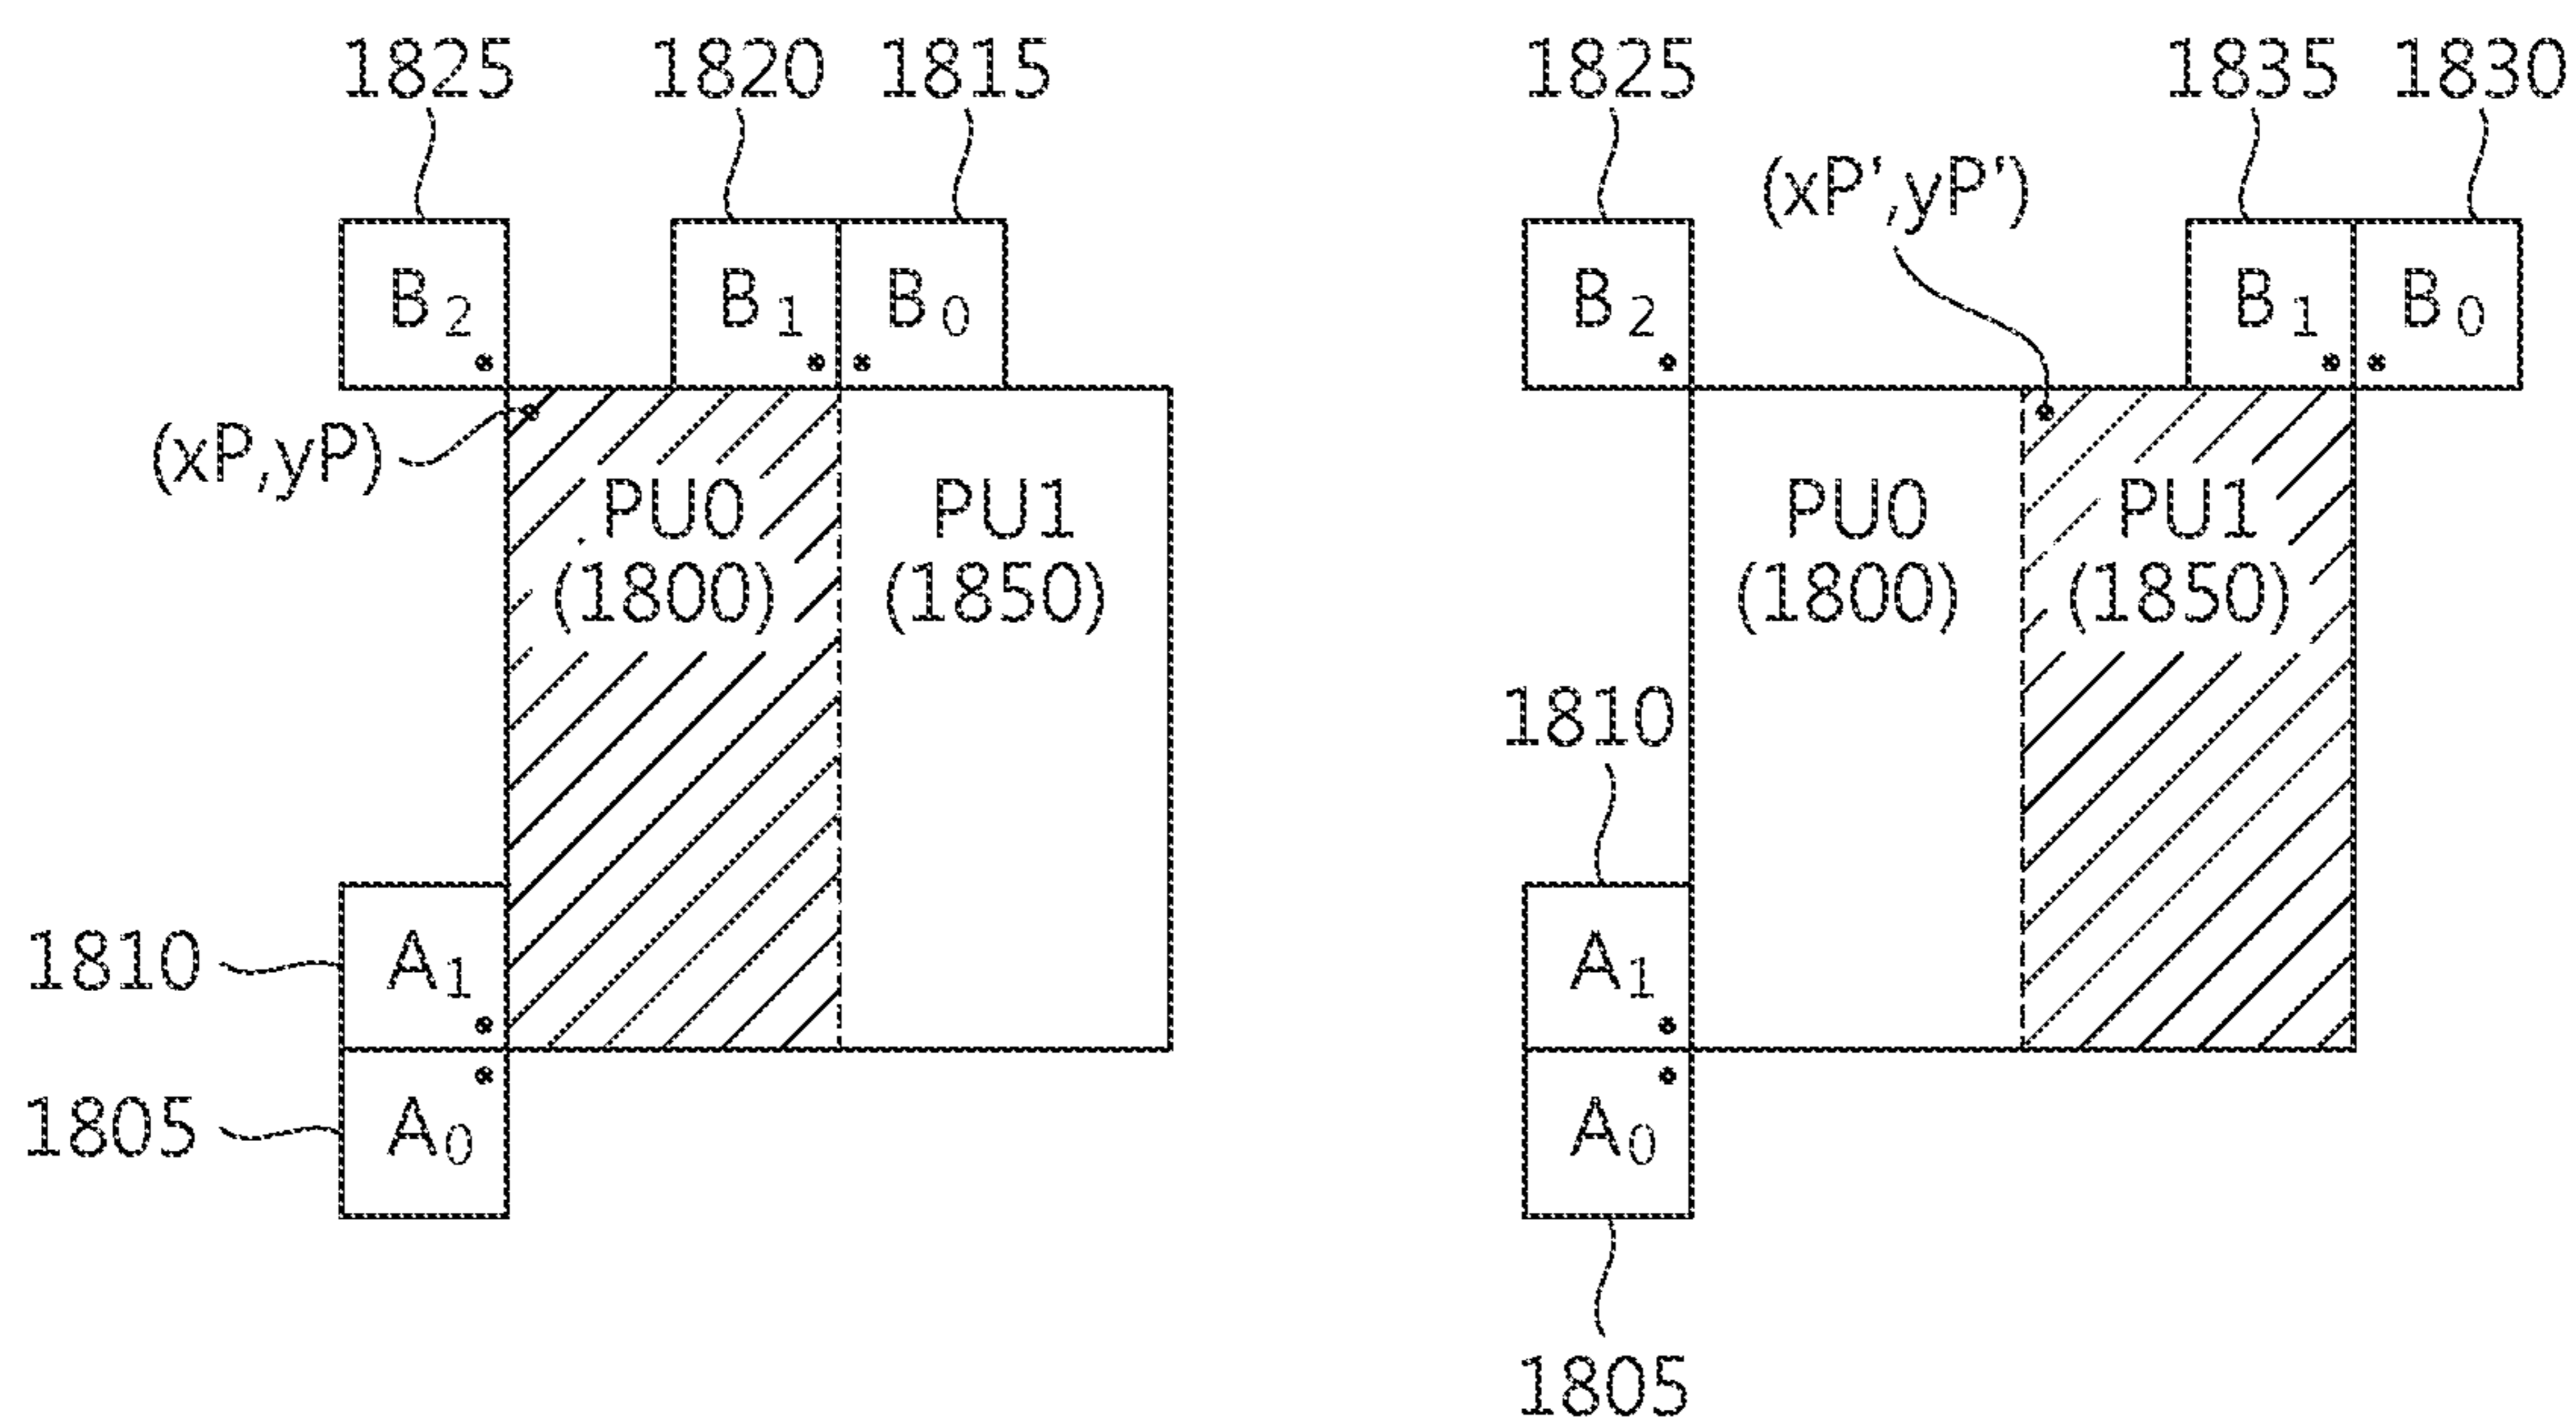 1825 1820 1815
B2 B1 B0
(xP,yP)
PU0 PU1
(1800) (1850)
1810 A1
1805 A0
1825 1835 1830
(xP',yP')
B2 B1 B0
PU0 PU1
(1800) (1850)
1810
A1
A0
1805